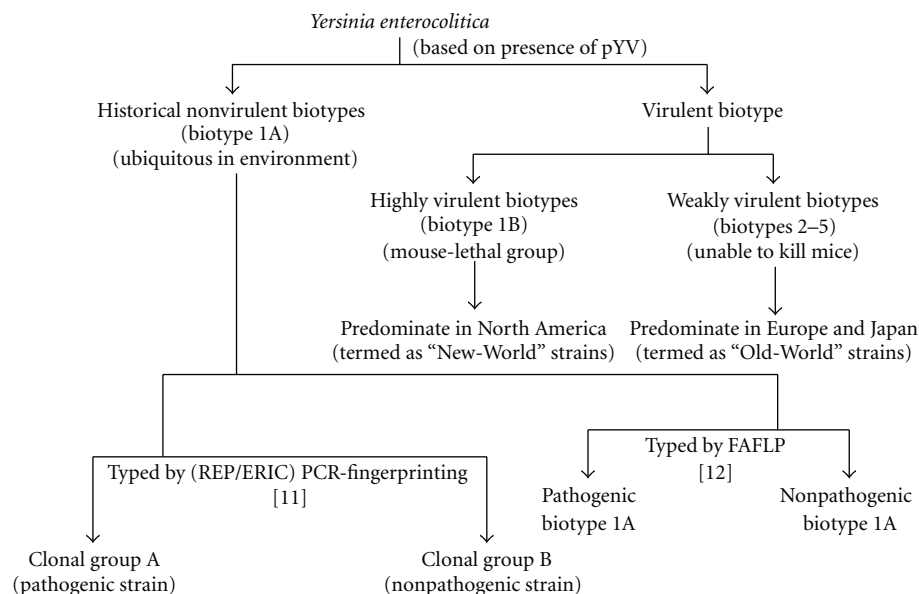 Yersinia enterocolitica
(based on presence of pYV)
Historical nonvirulent biotypes
(biotype 1A)
(ubiquitous in environment)
Virulent biotype
Highly virulent biotypes
(biotype 1B)
(mouse-lethal group)
Weakly virulent biotypes
(biotypes 2–5)
(unable to kill mice)
Predominate in North America
(termed as “New-World” strains)
Predominate in Europe and Japan
(termed as “Old-World” strains)
Typed by (REP/ERIC) PCR-fingerprinting
[11]
Typed by FAFLP
[12]
Pathogenic
biotype 1A
Nonpathogenic
biotype 1A
Clonal group A
(pathogenic strain)
Clonal group B
(nonpathogenic strain)